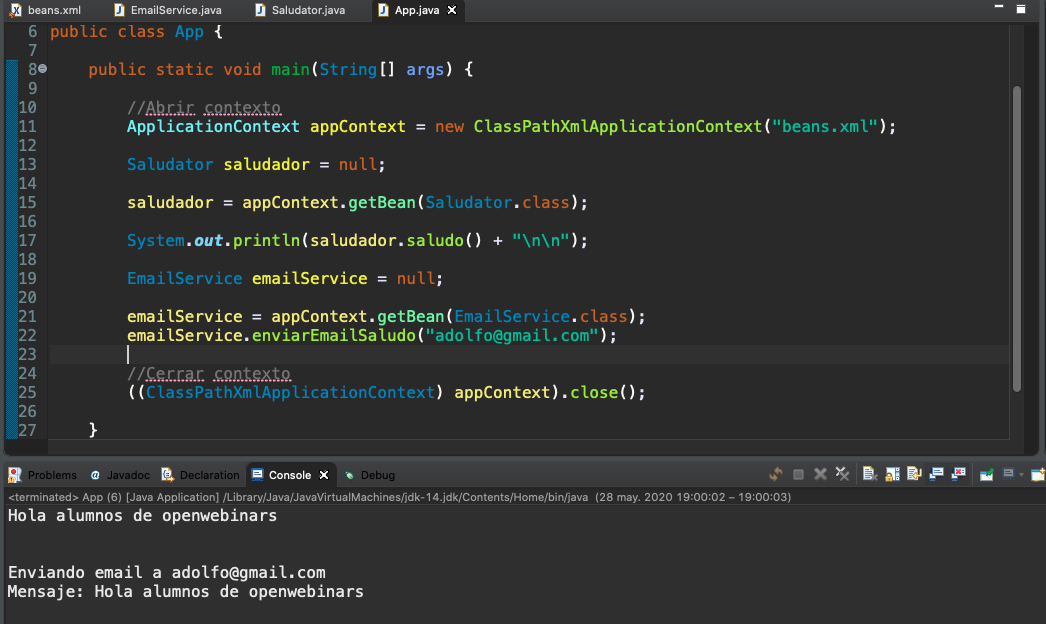 beans.xml EmailService.java Saludator.java App.java
6 public class App {
7
8 public static void main(String[] args) {
9
10 //Abrir contexto
11 ApplicationContext appContext = new ClassPathXmlApplicationContext("beans.xml");
12
13 Saludator saludador = null;
14
15 saludador = appContext.getBean(Saludator.class);
16
17 System.out.println(saludador.saludo() + "\n\n");
18
19 EmailService emailService = null;
20
21 emailService = appContext.getBean(EmailService.class);
22 emailService.enviarEmailSaludo("adolfo@gmail.com");
23
24 //Cerrar contexto
25 ((ClassPathXmlApplicationContext) appContext).close();
26
27 }
Problems @ Javadoc Declaration Console Debug
<terminated> App (6) [Java Application] /Library/Java/JavaVirtualMachines/jdk-14.jdk/Contents/Home/bin/java (28 may. 2020 19:00:02 – 19:00:03)
Hola alumnos de openwebinars
Enviando email a adolfo@gmail.com
Mensaje: Hola alumnos de openwebinars